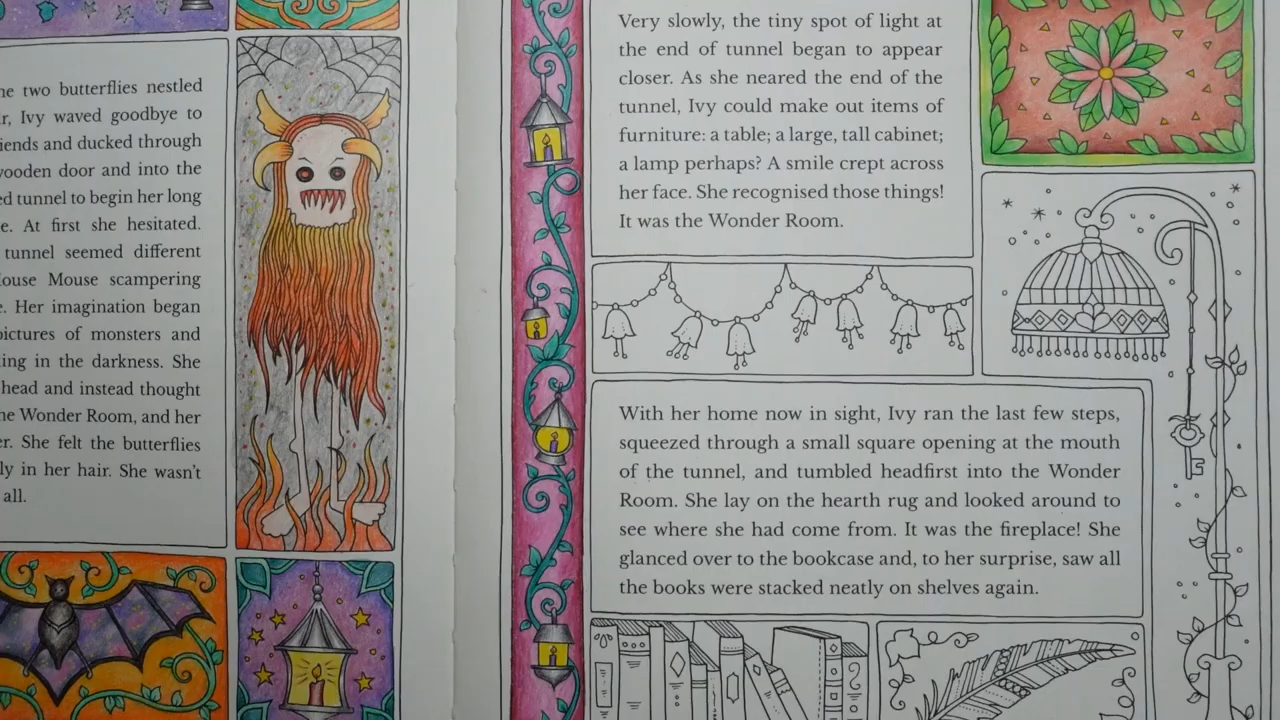 he two butterflies nestled
r, Ivy waved goodbye to
iends and ducked through
wooden door and into the
ed tunnel to begin her long
e. At first she hesitated.
tunnel seemed different
House Mouse scampering
e. Her imagination began
pictures of monsters and
ing in the darkness. She
head and instead thought
he Wonder Room, and her
er. She felt the butterflies
ly in her hair. She wasn't
all.
Very slowly, the tiny spot of light at
the end of tunnel began to appear
closer. As she neared the end of the
tunnel, Ivy could make out items of
furniture: a table; a large, tall cabinet;
a lamp perhaps? A smile crept across
her face. She recognised those things!
It was the Wonder Room.
With her home now in sight, Ivy ran the last few steps,
squeezed through a small square opening at the mouth
of the tunnel, and tumbled headfirst into the Wonder
Room. She lay on the hearth rug and looked around to
see where she had come from. It was the fireplace! She
glanced over to the bookcase and, to her surprise, saw all
the books were stacked neatly on shelves again.